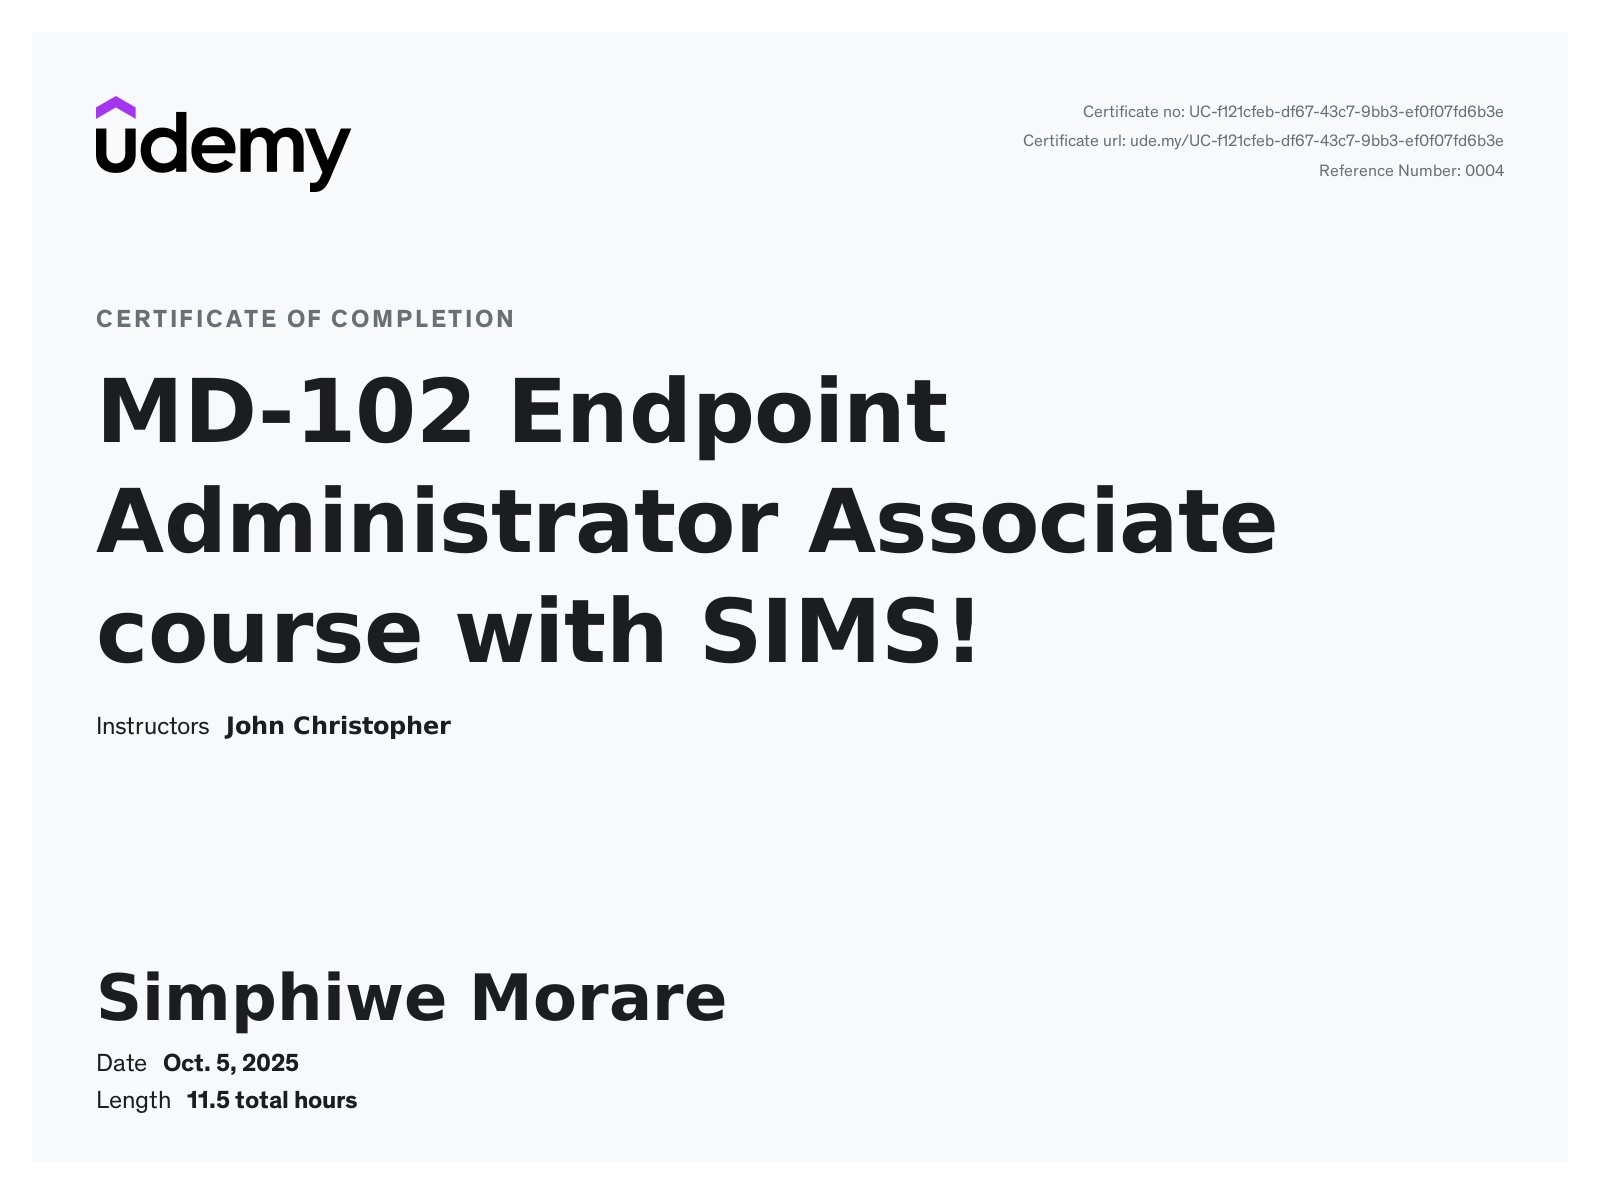 udemy
Certificate no: UC-f121cfeb-df67-43c7-9bb3-ef0f07fd6b3e
Certificate url: ude.my/UC-f121cfeb-df67-43c7-9bb3-ef0f07fd6b3e
Reference Number: 0004
CERTIFICATE OF COMPLETION
MD-102 Endpoint
Administrator Associate
course with SIMS!
Instructors John Christopher
Simphiwe Morare
Date Oct. 5, 2025
Length 11.5 total hours